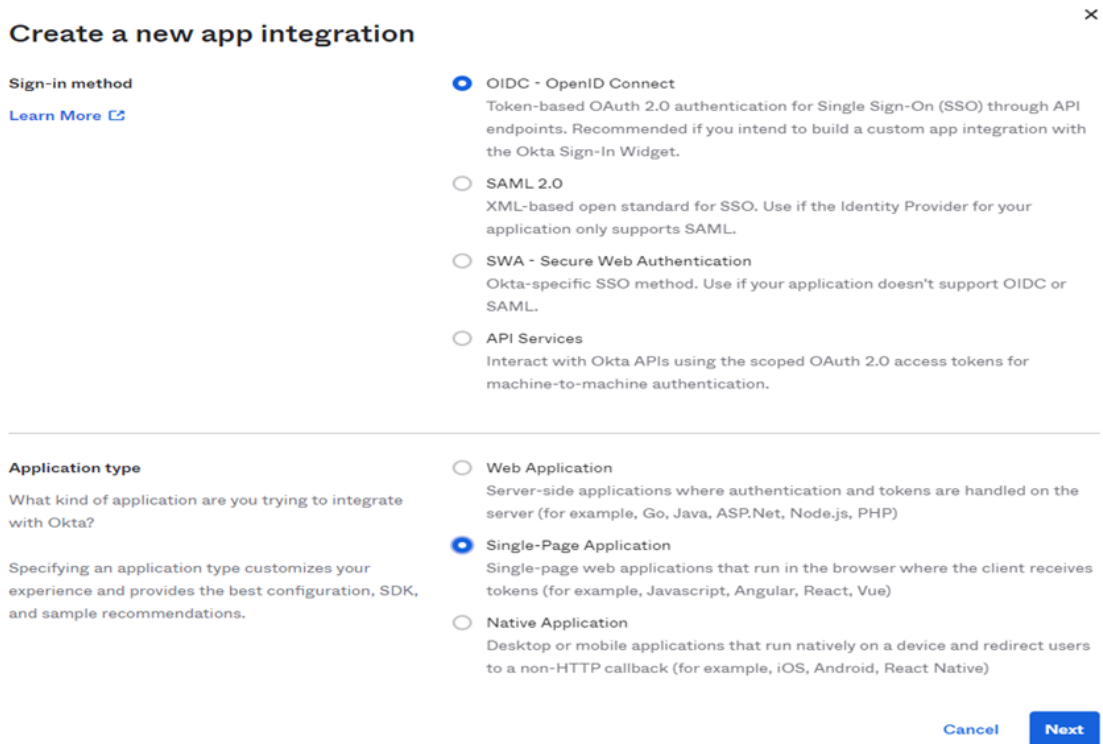 Create a new app integration
Sign-in method
Learn More
OIDC - OpenID Connect
Token-based OAuth 2.0 authentication for Single Sign-On (SSO) through API
endpoints. Recommended if you intend to build a custom app integration with
the Okta Sign-In Widget.
SAML 2.0
XML-based open standard for SSO. Use if the Identity Provider for your
application only supports SAML.
SWA - Secure Web Authentication
Okta-specific SSO method. Use if your application doesn't support OIDC or
SAML.
API Services
Interact with Okta APIs using the scoped OAuth 2.0 access tokens for
machine-to-machine authentication.
Application type
What kind of application are you trying to integrate
with Okta?
Specifying an application type customizes your
experience and provides the best configuration, SDK,
and sample recommendations.
Web Application
Server-side applications where authentication and tokens are handled on the
server (for example, Go, Java, ASP.Net, Node.js, PHP)
Single-Page Application
Single-page web applications that run in the browser where the client receives
tokens (for example, Javascript, Angular, React, Vue)
Native Application
Desktop or mobile applications that run natively on a device and redirect users
to a non-HTTP callback (for example, iOS, Android, React Native)
Cancel
Next